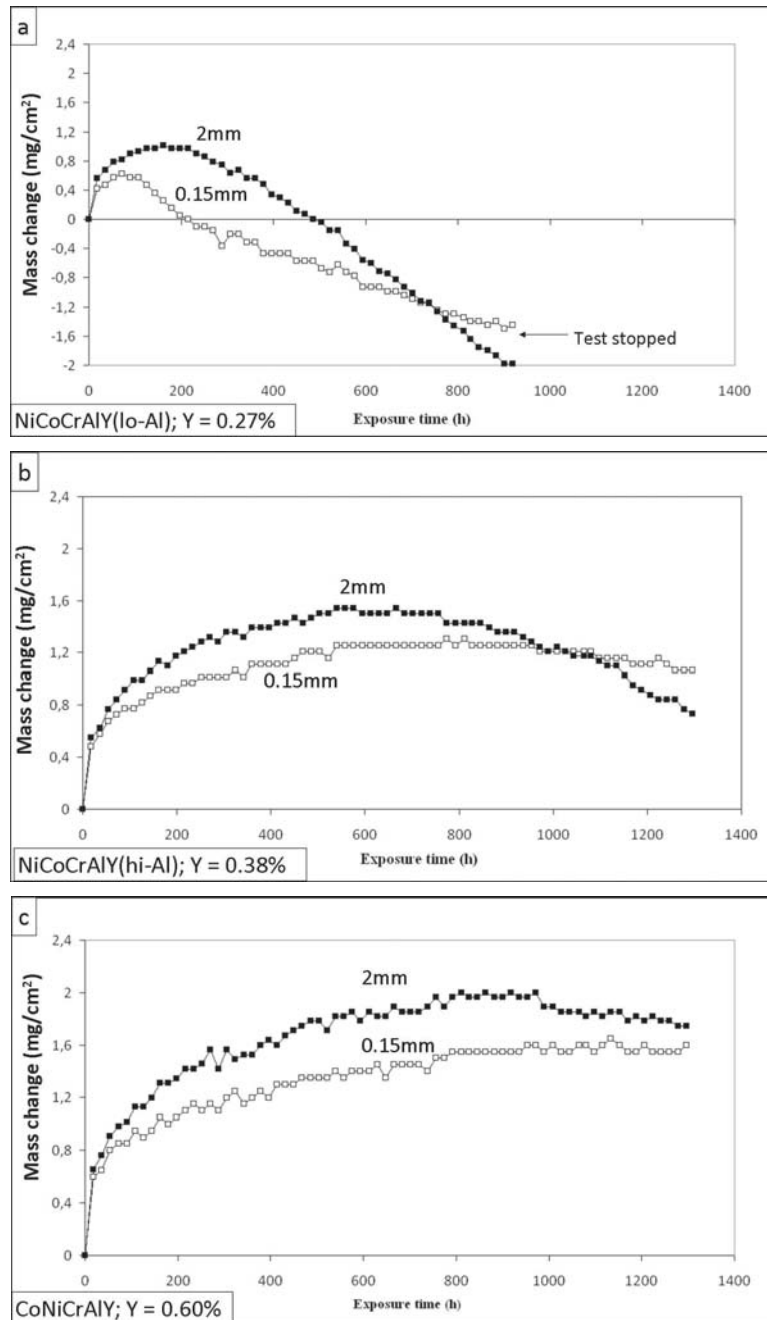 a
2,4
2
1,6
1,2
0,8
0,4
0
-0,4
-0,8
-1,2
-1,6
-2
Mass change (mg/cm²)
2mm
0.15mm
Test stopped
0 200 400 600 800 1000 1200 1400
Exposure time (h)
NiCoCrAlY(lo-Al); Y = 0.27%
b
2,4
2
1,6
1,2
0,8
0,4
0
Mass change (mg/cm²)
2mm
0.15mm
0 200 400 600 800 1000 1200 1400
Exposure time (h)
NiCoCrAlY(hi-Al); Y = 0.38%
c
2,4
2
1,6
1,2
0,8
0,4
0
Mass change (mg/cm²)
2mm
0.15mm
0 200 400 600 800 1000 1200 1400
Exposure time (h)
CoNiCrAlY; Y = 0.60%